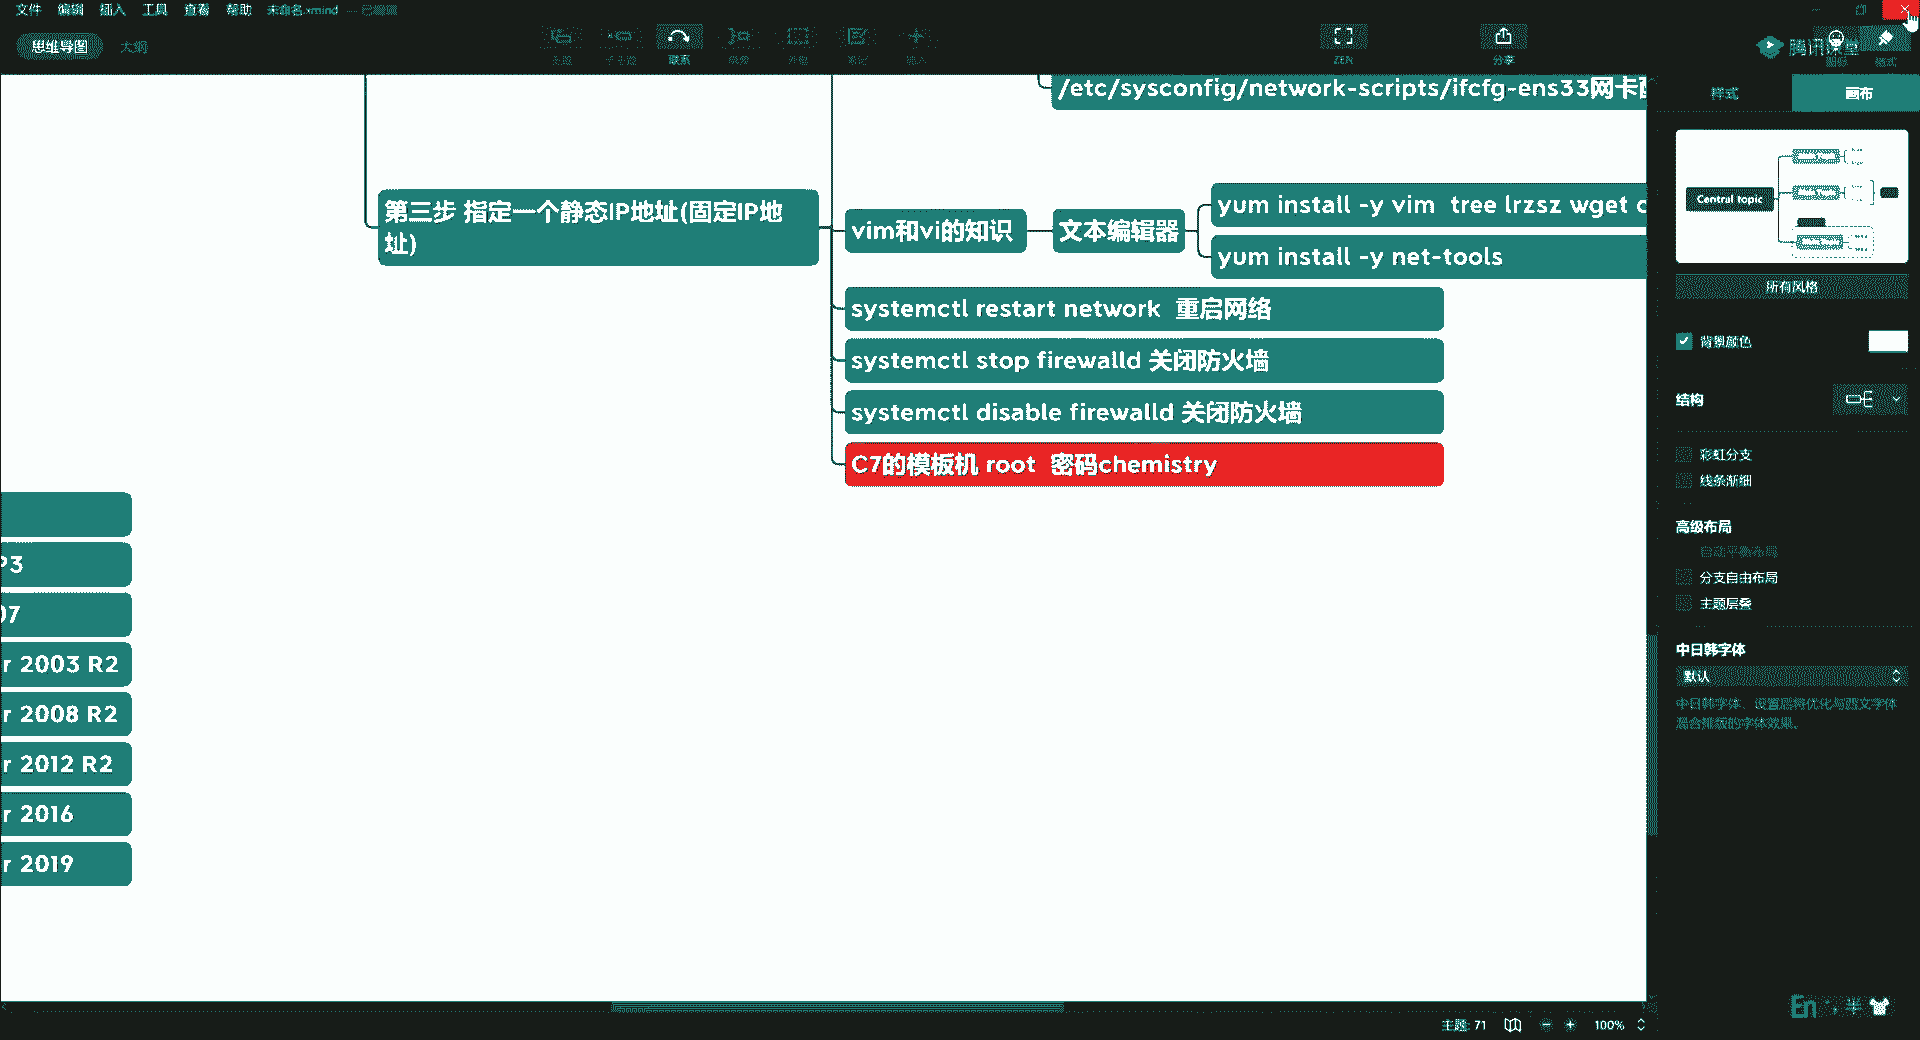 文件 编辑 插入 工具 查看 帮助 未命名.xmind — 已编辑
思维导图 大纲
主题 子主题 联系 概要 外框 笔记 插入 ZEN 分享 图标 格式
腾讯课堂
/etc/sysconfig/network-scripts/ifcfg-ens33网卡
第三步 指定一个静态IP地址(固定IP地
址)
vim和vi的知识
文本编辑器
yum install -y vim  tree lrzsz wget
yum install -y net-tools
systemctl restart network  重启网络
systemctl stop firewalld 关闭防火墙
systemctl disable firewalld 关闭防火墙
C7的模板机 root  密码chemistry
P3
07
r 2003 R2
r 2008 R2
r 2012 R2
r 2016
r 2019
样式 画布
Central topic
所有风格
背景颜色
结构
彩虹分支
线条渐细
高级布局
自动平衡布局
分支自由布局
主题层叠
中日韩字体
默认
中日韩字体，设置后将优化与西文字体
混合排版的字体效果。
En 半
主题: 71 100%